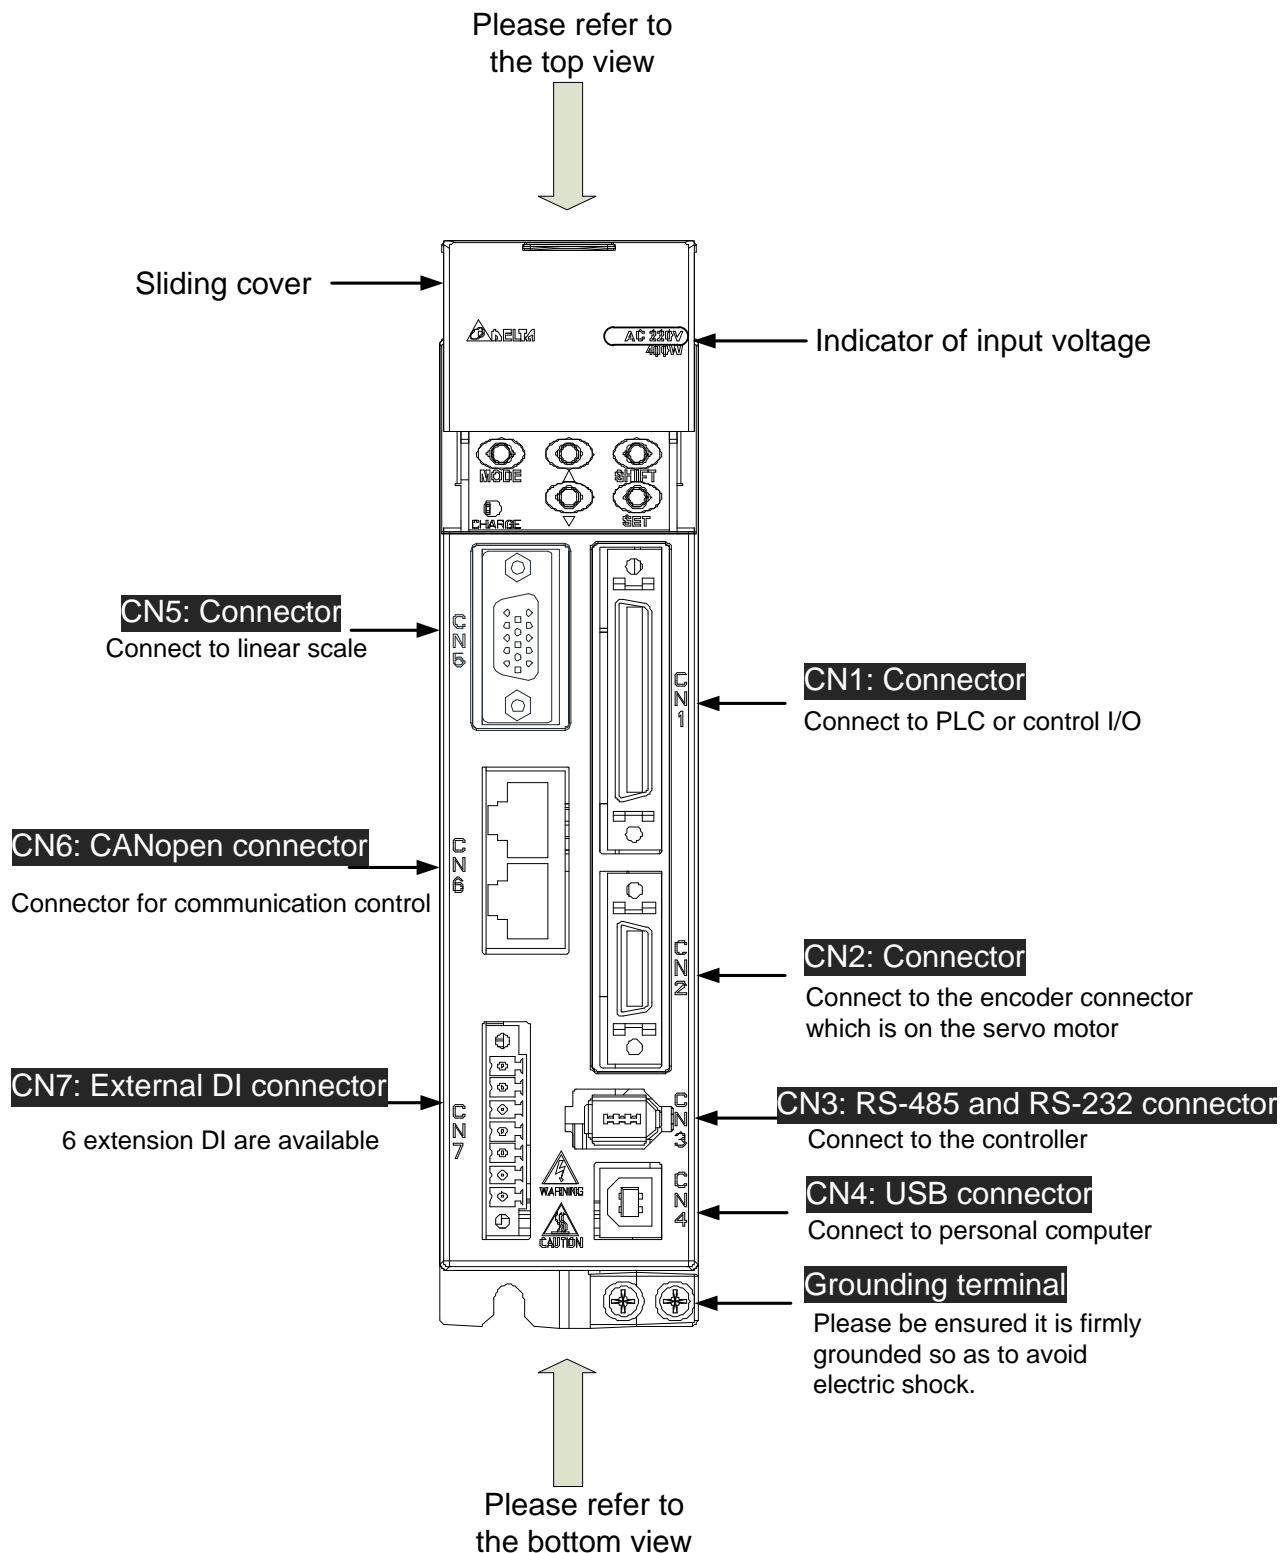 Please refer to
the top view
Sliding cover
DELTA
AC 220V
400W
Indicator of input voltage
MODE
SHIFT
CHARGE
SET
CN5: Connector
Connect to linear scale
CN5
CN1
CN1: Connector
Connect to PLC or control I/O
CN6: CANopen connector
Connector for communication control
CN6
CN2
CN2: Connector
Connect to the encoder connector
which is on the servo motor
CN7: External DI connector
6 extension DI are available
CN7
CN3
CN3: RS-485 and RS-232 connector
Connect to the controller
WARNING
CAUTION
CN4
CN4: USB connector
Connect to personal computer
Grounding terminal
Please be ensured it is firmly
grounded so as to avoid
electric shock.
Please refer to
the bottom view